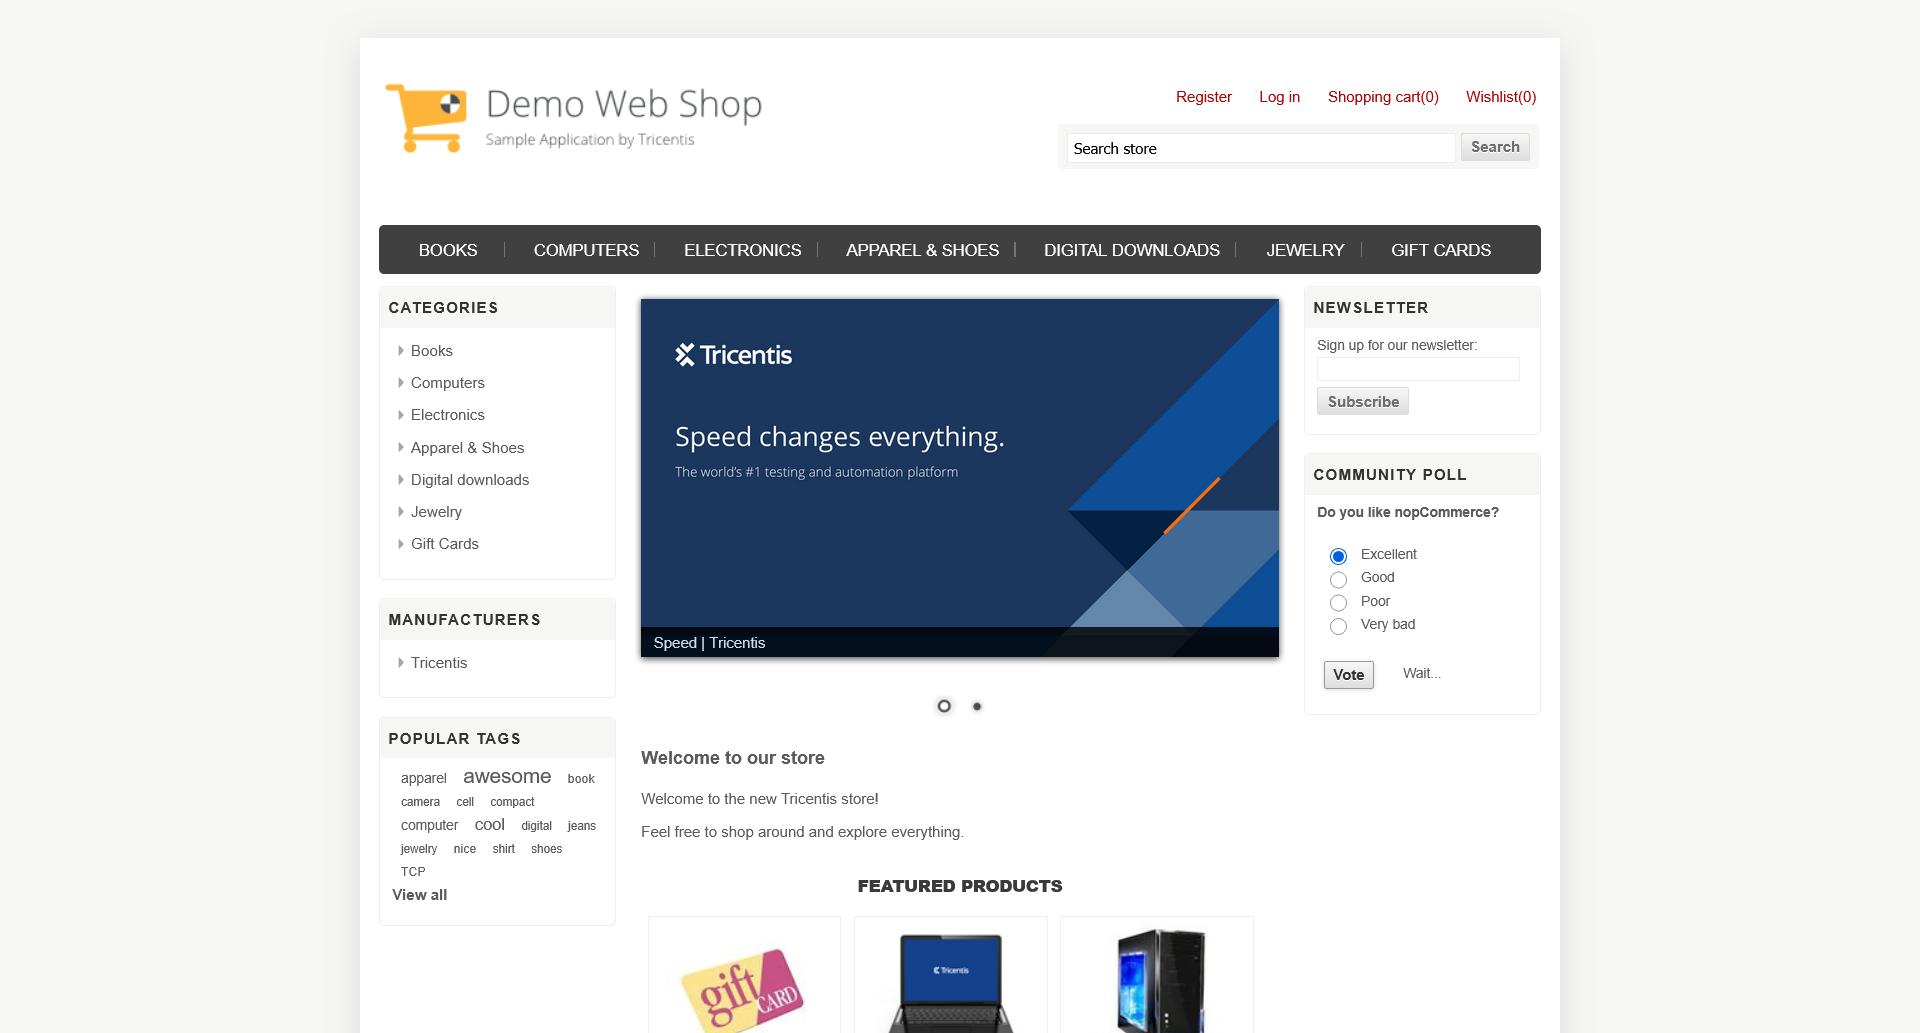 Demo Web Shop
Sample Application by Tricentis
Register Log in Shopping cart(0) Wishlist(0)
Search store Search
BOOKS COMPUTERS ELECTRONICS APPAREL & SHOES DIGITAL DOWNLOADS JEWELRY GIFT CARDS
CATEGORIES
Books
Computers
Electronics
Apparel & Shoes
Digital downloads
Jewelry
Gift Cards
MANUFACTURERS
Tricentis
POPULAR TAGS
apparel awesome book
camera cell compact
computer cool digital jeans
jewelry nice shirt shoes
TCP
View all
Tricentis
Speed changes everything.
The world's #1 testing and automation platform
Speed | Tricentis
Welcome to our store
Welcome to the new Tricentis store!
Feel free to shop around and explore everything.
FEATURED PRODUCTS
gift CARD
Tricentis
NEWSLETTER
Sign up for our newsletter:
Subscribe
COMMUNITY POLL
Do you like nopCommerce?
Excellent
Good
Poor
Very bad
Vote Wait...